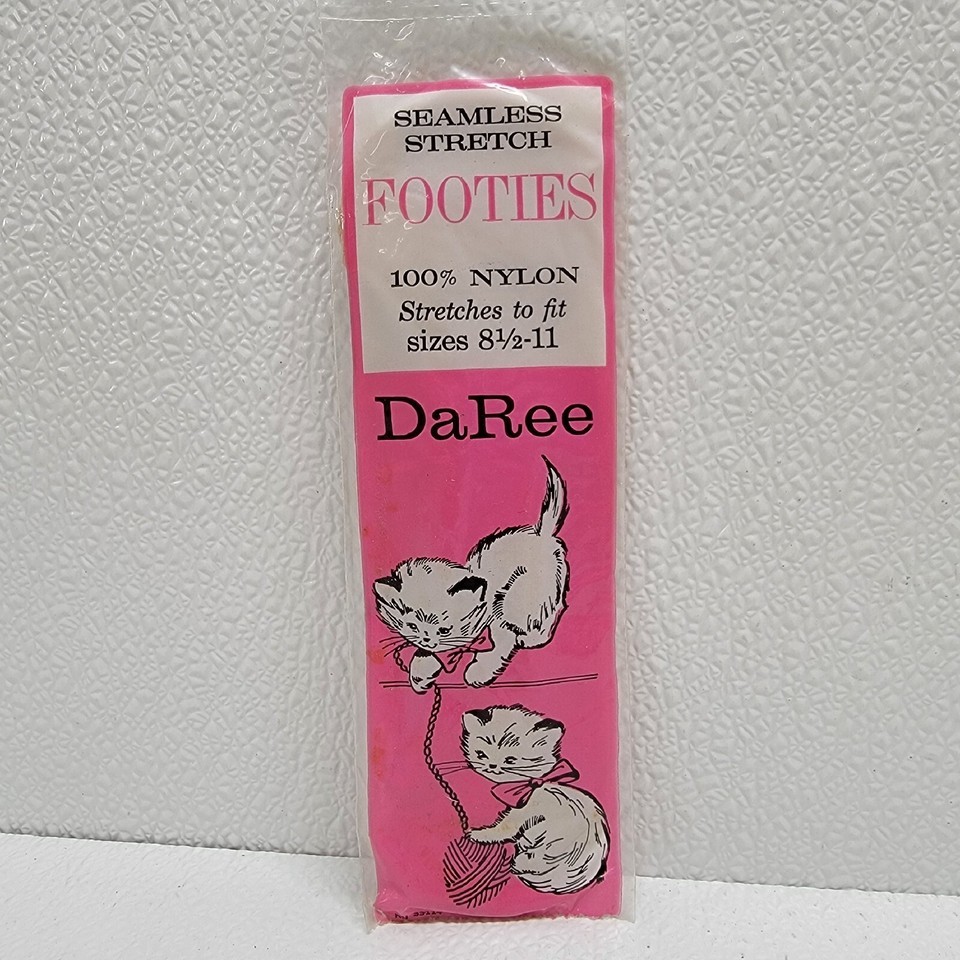 SEAMLESS
STRETCH
FOOTIES
100% NYLON
Stretches to fit
sizes 8½-11
DaRee